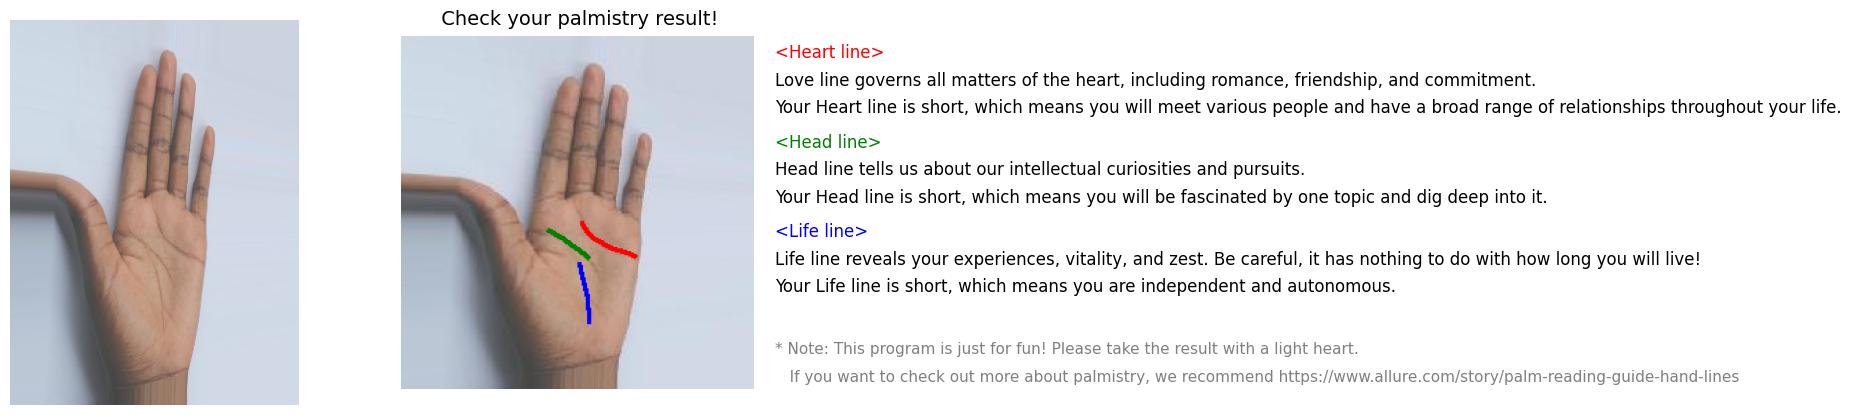 Check your palmistry result!
<Heart line>
Love line governs all matters of the heart, including romance, friendship, and commitment.
Your Heart line is short, which means you will meet various people and have a broad range of relationships throughout your life.
<Head line>
Head line tells us about our intellectual curiosities and pursuits.
Your Head line is short, which means you will be fascinated by one topic and dig deep into it.
<Life line>
Life line reveals your experiences, vitality, and zest. Be careful, it has nothing to do with how long you will live!
Your Life line is short, which means you are independent and autonomous.
* Note: This program is just for fun! Please take the result with a light heart.
If you want to check out more about palmistry, we recommend https://www.allure.com/story/palm-reading-guide-hand-lines